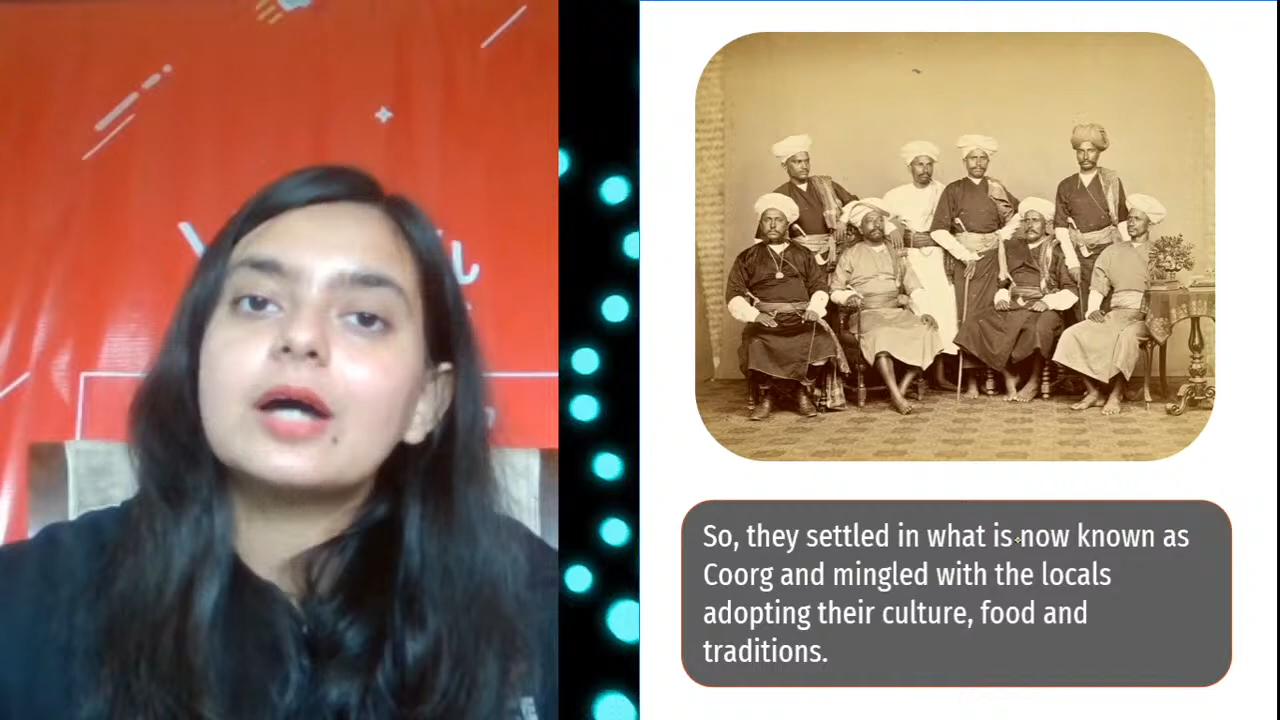 So, they settled in what is now known as
Coorg and mingled with the locals
adopting their culture, food and
traditions.